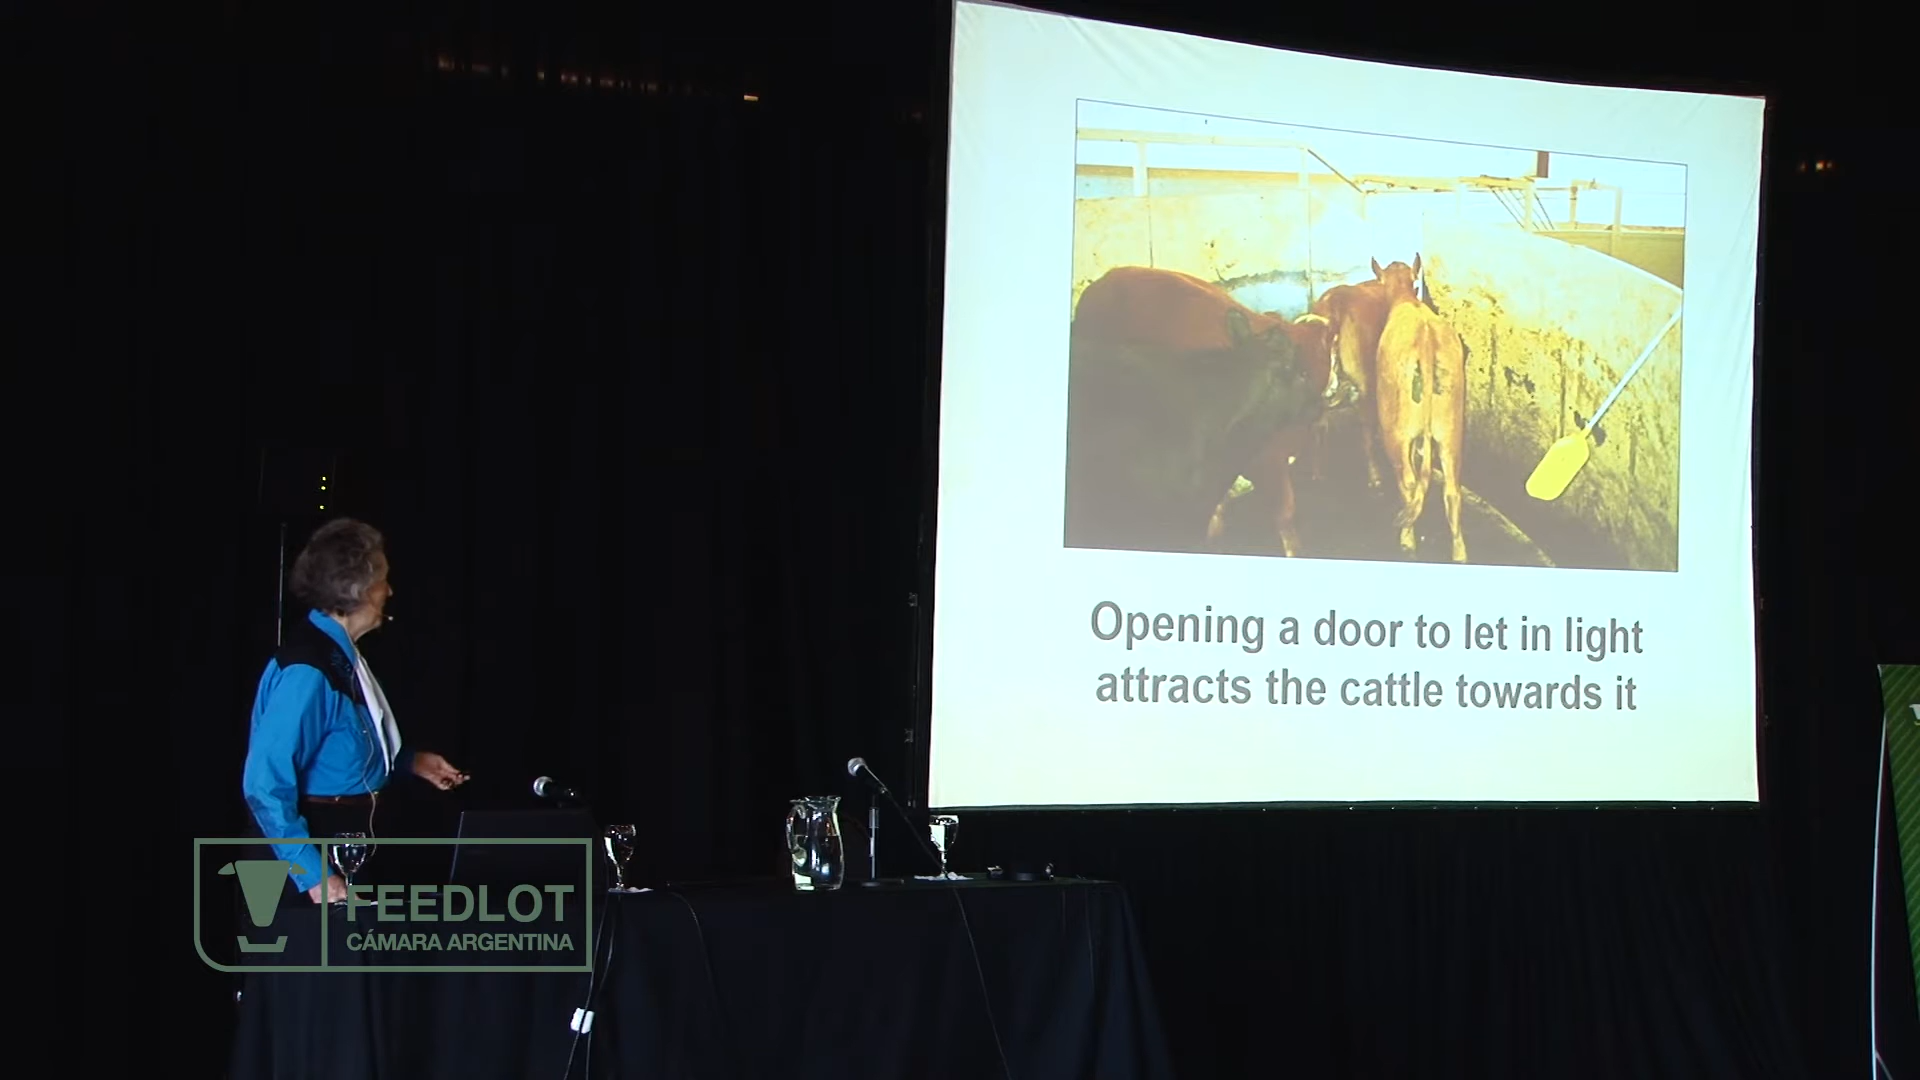 Opening a door to let in light
attracts the cattle towards it
FEEDLOT
CÁMARA ARGENTINA